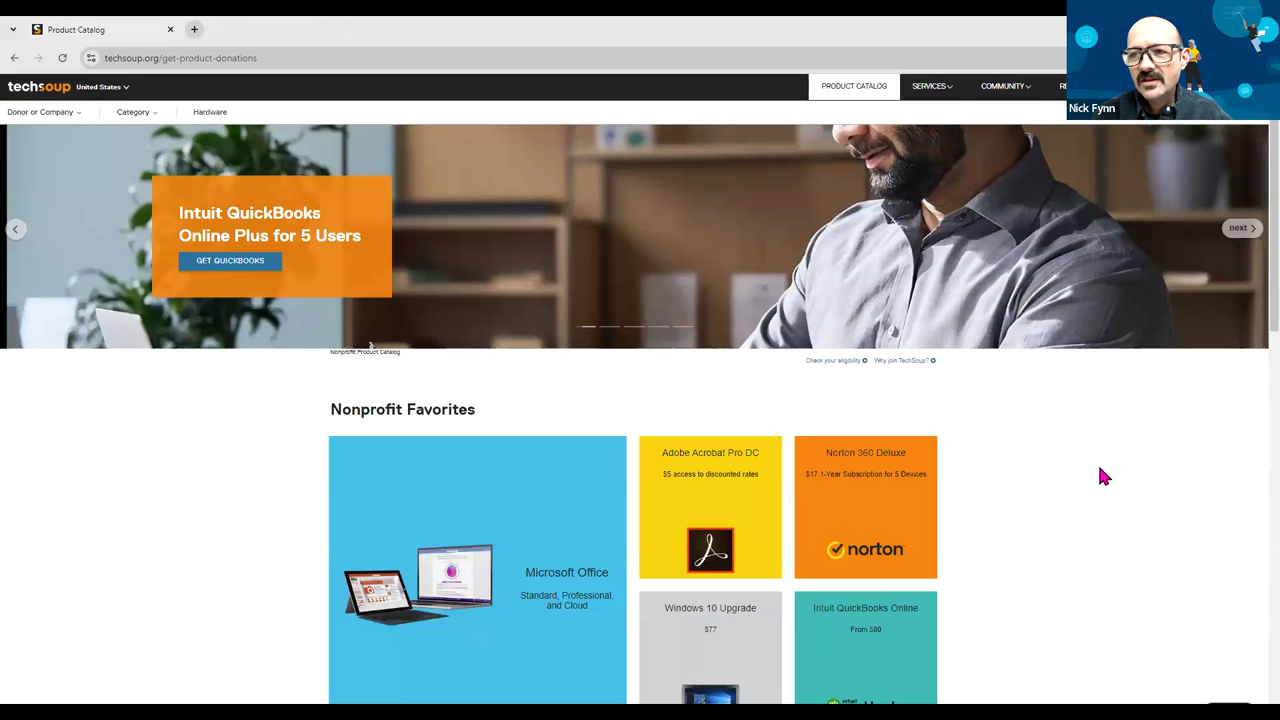 Product Catalog
techsoup.org/get-product-donations
techsoup United States
PRODUCT CATALOG SERVICES COMMUNITY
Nick Fynn
Donor or Company Category Hardware
Intuit QuickBooks
Online Plus for 5 Users
GET QUICKBOOKS
next
Nonprofit Product Catalog
Check your eligibility Why join TechSoup?
Nonprofit Favorites
Microsoft Office
Standard, Professional,
and Cloud
Adobe Acrobat Pro DC
$5 access to discounted rates
Norton 360 Deluxe
$17 1-Year Subscription for 5 Devices
norton
Windows 10 Upgrade
$77
Intuit QuickBooks Online
From $80